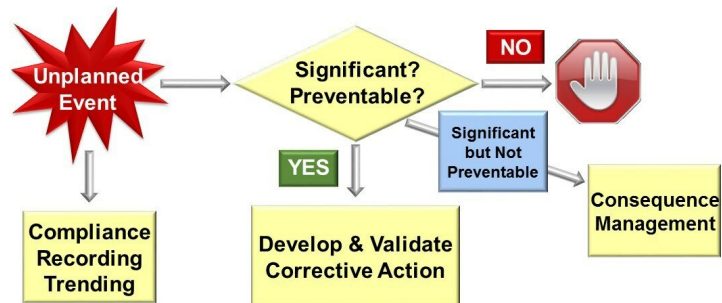 Unplanned
Event
Significant?
Preventable?
NO
YES
Significant
but Not
Preventable
Compliance
Recording
Trending
Develop & Validate
Corrective Action
Consequence
Management